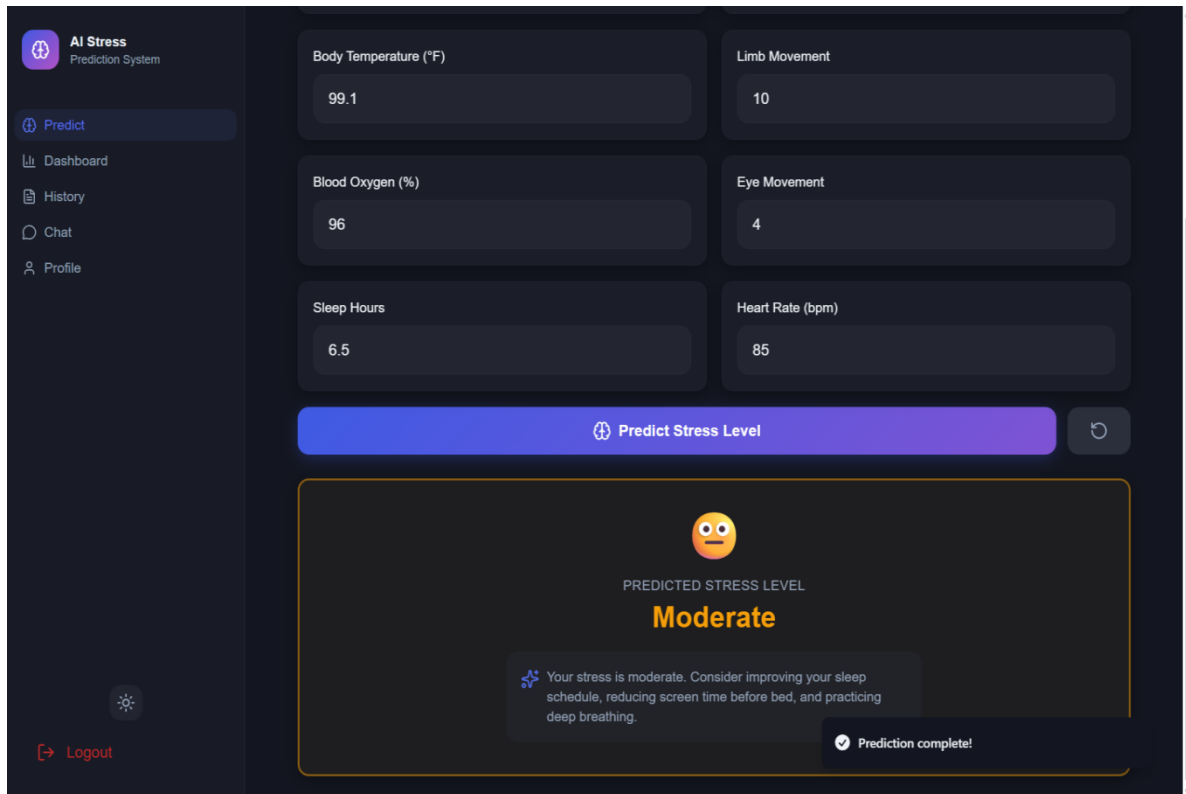 AI Stress
Prediction System
Predict
Dashboard
History
Chat
Profile
Logout
Body Temperature (°F)
99.1
Limb Movement
10
Blood Oxygen (%)
96
Eye Movement
4
Sleep Hours
6.5
Heart Rate (bpm)
85
Predict Stress Level
PREDICTED STRESS LEVEL
Moderate
Your stress is moderate. Consider improving your sleep
schedule, reducing screen time before bed, and practicing
deep breathing.
Prediction complete!